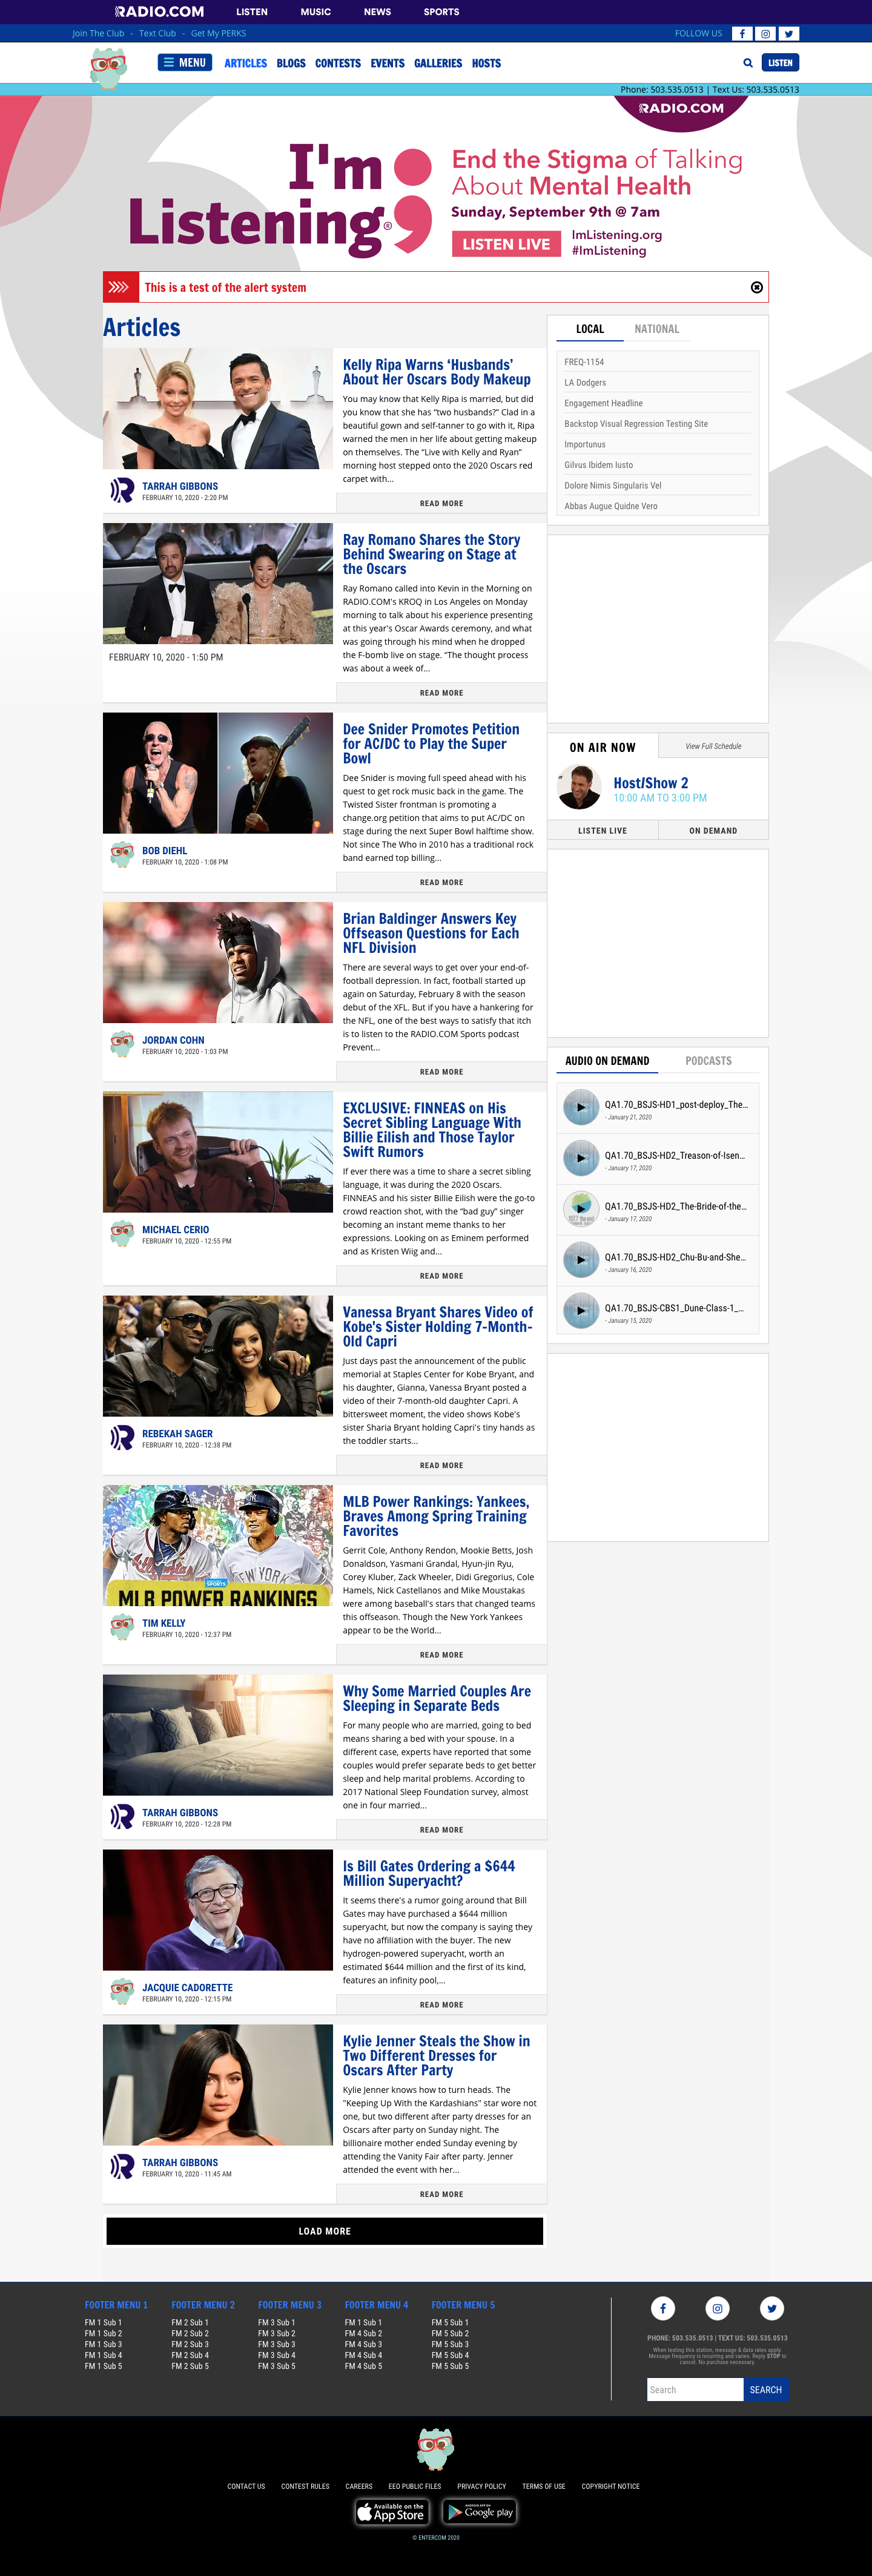 RADIO.COM LISTEN MUSIC NEWS SPORTS
Join The Club - Text Club - Get My PERKS FOLLOW US
MENU ARTICLES BLOGS CONTESTS EVENTS GALLERIES HOSTS LISTEN
Phone: 503.535.0513 | Text Us: 503.535.0513
RADIO.COM
I'm
Listening;®
End the Stigma of Talking
About Mental Health
Sunday, September 9th @ 7am
LISTEN LIVE
ImListening.org
#ImListening
This is a test of the alert system
Articles
Kelly Ripa Warns ‘Husbands’
About Her Oscars Body Makeup
You may know that Kelly Ripa is married, but did
you know that she has “two husbands?” Clad in a
beautiful gown and self-tanner to go with it, Ripa
warned the men in her life about getting makeup
on themselves. The “Live with Kelly and Ryan”
morning host stepped onto the 2020 Oscars red
carpet with...
TARRAH GIBBONS
FEBRUARY 10, 2020 - 2:20 PM
READ MORE
Ray Romano Shares the Story
Behind Swearing on Stage at
the Oscars
Ray Romano called into Kevin in the Morning on
RADIO.COM's KROQ in Los Angeles on Monday
morning to talk about his experience presenting
at this year's Oscar Awards ceremony, and what
was going through his mind when he dropped
the F-bomb live on stage. “The thought process
was about a week of...
FEBRUARY 10, 2020 - 1:50 PM
READ MORE
Dee Snider Promotes Petition
for AC/DC to Play the Super
Bowl
Dee Snider is moving full speed ahead with his
quest to get rock music back in the game. The
Twisted Sister frontman is promoting a
change.org petition that aims to put AC/DC on
stage during the next Super Bowl halftime show.
Not since The Who in 2010 has a traditional rock
band earned top billing...
BOB DIEHL
FEBRUARY 10, 2020 - 1:08 PM
READ MORE
Brian Baldinger Answers Key
Offseason Questions for Each
NFL Division
There are several ways to get over your end-of-
football depression. In fact, football started up
again on Saturday, February 8 with the season
debut of the XFL. But if you have a hankering for
the NFL, one of the best ways to satisfy that itch
is to listen to the RADIO.COM Sports podcast
Prevent...
JORDAN COHN
FEBRUARY 10, 2020 - 1:03 PM
READ MORE
EXCLUSIVE: FINNEAS on His
Secret Sibling Language With
Billie Eilish and Those Taylor
Swift Rumors
If ever there was a time to share a secret sibling
language, it was during the 2020 Oscars.
FINNEAS and his sister Billie Eilish were the go-to
crowd reaction shot, with the “bad guy” singer
becoming an instant meme thanks to her
expressions. Looking on as Eminem performed
and as Kristen Wiig and...
MICHAEL CERIO
FEBRUARY 10, 2020 - 12:55 PM
READ MORE
Vanessa Bryant Shares Video of
Kobe's Sister Holding 7-Month-
Old Capri
Just days past the announcement of the public
memorial at Staples Center for Kobe Bryant, and
his daughter, Gianna, Vanessa Bryant posted a
video of their 7-month-old daughter Capri. A
bittersweet moment, the video shows Kobe's
sister Sharia Bryant holding Capri's tiny hands as
the toddler starts...
REBEKAH SAGER
FEBRUARY 10, 2020 - 12:38 PM
READ MORE
MLB Power Rankings: Yankees,
Braves Among Spring Training
Favorites
Gerrit Cole, Anthony Rendon, Mookie Betts, Josh
Donaldson, Yasmani Grandal, Hyun-jin Ryu,
Corey Kluber, Zack Wheeler, Didi Gregorius, Cole
Hamels, Nick Castellanos and Mike Moustakas
were among baseball's stars that changed teams
this offseason. Though the New York Yankees
appear to be the World...
MLB POWER RANKINGS
TIM KELLY
FEBRUARY 10, 2020 - 12:37 PM
READ MORE
Why Some Married Couples Are
Sleeping in Separate Beds
For many people who are married, going to bed
means sharing a bed with your spouse. In a
different case, experts have reported that some
couples would prefer separate beds to get better
sleep and help marital problems. According to
2017 National Sleep Foundation survey, almost
one in four married...
TARRAH GIBBONS
FEBRUARY 10, 2020 - 12:28 PM
READ MORE
Is Bill Gates Ordering a $644
Million Superyacht?
It seems there's a rumor going around that Bill
Gates may have purchased a $644 million
superyacht, but now the company is saying they
have no affiliation with the buyer. The new
hydrogen-powered superyacht, worth an
estimated $644 million and the first of its kind,
features an infinity pool,...
JACQUIE CADORETTE
FEBRUARY 10, 2020 - 12:15 PM
READ MORE
Kylie Jenner Steals the Show in
Two Different Dresses for
Oscars After Party
Kylie Jenner knows how to turn heads. The
"Keeping Up With the Kardashians" star wore not
one, but two different after party dresses for an
Oscars after party on Sunday night. The
billionaire mother ended Sunday evening by
attending the Vanity Fair after party. Jenner
attended the event with her...
TARRAH GIBBONS
FEBRUARY 10, 2020 - 11:45 AM
READ MORE
LOAD MORE
LOCAL NATIONAL
FREQ-1154
LA Dodgers
Engagement Headline
Backstop Visual Regression Testing Site
Importunus
Gilvus Ibidem Iusto
Dolore Nimis Singularis Vel
Abbas Augue Quidne Vero
ON AIR NOW View Full Schedule
Host/Show 2
10:00 AM TO 3:00 PM
LISTEN LIVE ON DEMAND
AUDIO ON DEMAND PODCASTS
QA1.70_BSJS-HD1_post-deploy_The...
- January 21, 2020
QA1.70_BSJS-HD2_Treason-of-Isen...
- January 17, 2020
QA1.70_BSJS-HD2_The-Bride-of-the...
- January 17, 2020
QA1.70_BSJS-HD2_Chu-Bu-and-She...
- January 16, 2020
QA1.70_BSJS-CBS1_Dune-Class-1_...
- January 15, 2020
FOOTER MENU 1 FOOTER MENU 2 FOOTER MENU 3 FOOTER MENU 4 FOOTER MENU 5
FM 1 Sub 1 FM 2 Sub 1 FM 3 Sub 1 FM 1 Sub 1 FM 5 Sub 1
FM 1 Sub 2 FM 2 Sub 2 FM 3 Sub 2 FM 4 Sub 2 FM 5 Sub 2
FM 1 Sub 3 FM 2 Sub 3 FM 3 Sub 3 FM 4 Sub 3 FM 5 Sub 3
FM 1 Sub 4 FM 2 Sub 4 FM 3 Sub 4 FM 4 Sub 4 FM 5 Sub 4
FM 1 Sub 5 FM 2 Sub 5 FM 3 Sub 5 FM 4 Sub 5 FM 5 Sub 5
PHONE: 503.535.0513 | TEXT US: 503.535.0513
When texting this station, message & data rates apply.
Message frequency is recurring and varies. Reply STOP to
cancel. No purchase necessary.
Search SEARCH
CONTACT US CONTEST RULES CAREERS EEO PUBLIC FILES PRIVACY POLICY TERMS OF USE COPYRIGHT NOTICE
Available on the
App Store
ANDROID APP ON
Google play
© ENTERCOM 2020